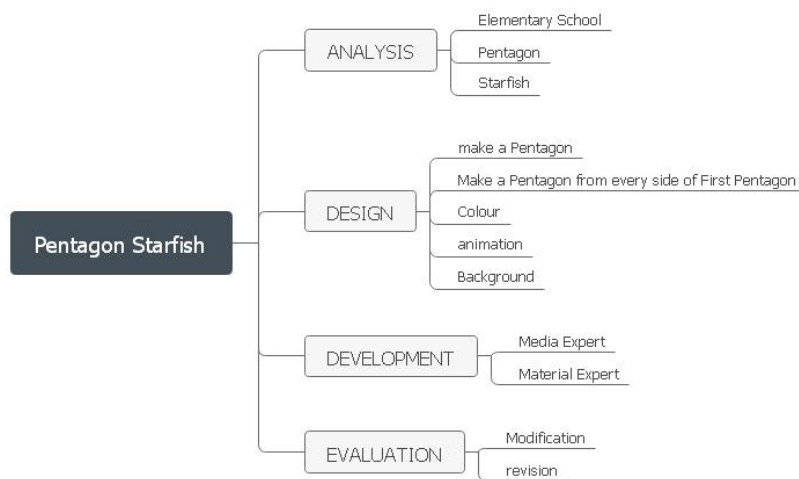 Pentagon Starfish
ANALYSIS
Elementary School
Pentagon
Starfish
DESIGN
make a Pentagon
Make a Pentagon from every side of First Pentagon
Colour
animation
Background
DEVELOPMENT
Media Expert
Material Expert
EVALUATION
Modification
revision